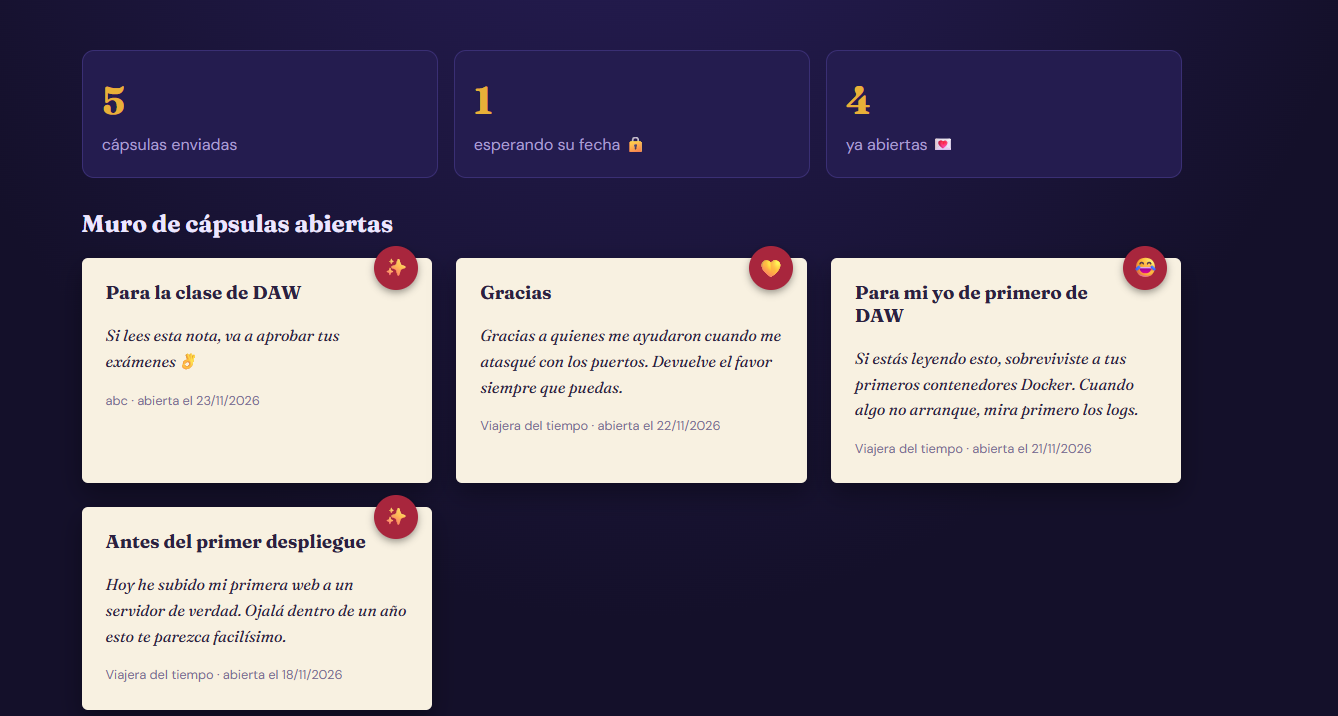 5
cápsulas enviadas
1
esperando su fecha 🔒
4
ya abiertas 💌
Muro de cápsulas abiertas
✨
Para la clase de DAW
Si lees esta nota, va a aprobar tus
exámenes 👌
abc · abierta el 23/11/2026
💛
Gracias
Gracias a quienes me ayudaron cuando me
atasqué con los puertos. Devuelve el favor
siempre que puedas.
Viajera del tiempo · abierta el 22/11/2026
😂
Para mi yo de primero de
DAW
Si estás leyendo esto, sobreviviste a tus
primeros contenedores Docker. Cuando
algo no arranque, mira primero los logs.
Viajera del tiempo · abierta el 21/11/2026
✨
Antes del primer despliegue
Hoy he subido mi primera web a un
servidor de verdad. Ojalá dentro de un año
esto te parezca facilísimo.
Viajera del tiempo · abierta el 18/11/2026